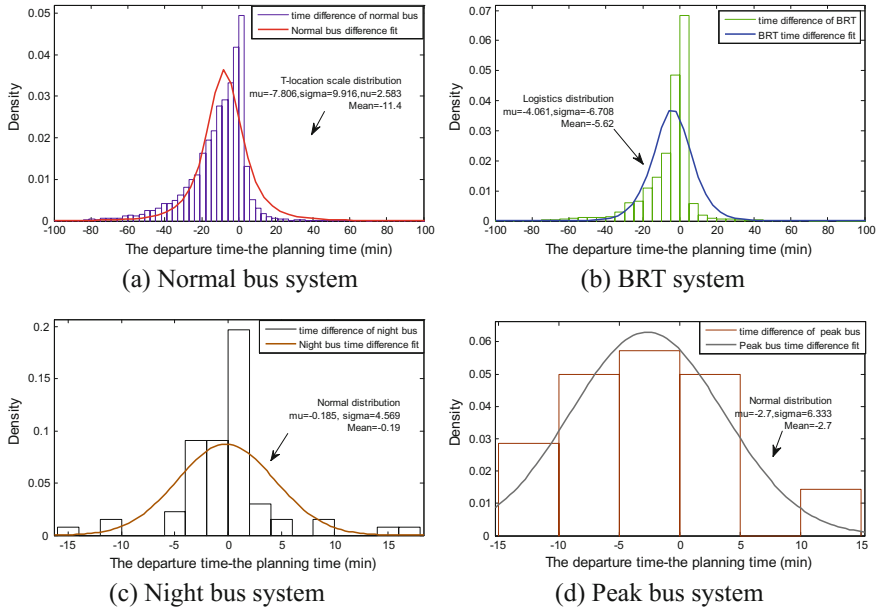 0.05
0.04
0.03
0.02
0.01
0
Density
time difference of normal bus
Normal bus difference fit
T-location scale distribution
mu=-7.806,sigma=9.916,nu=2.583
Mean=-11.4
-100 -80 -60 -40 -20 0 20 40 60 80 100
The departure time-the planning time (min)
(a) Normal bus system
0.07
0.06
0.05
0.04
0.03
0.02
0.01
0
Density
time difference of BRT
BRT time difference fit
Logistics distribution
mu=-4.061,sigma=-6.708
Mean=-5.62
-100 -80 -60 -40 -20 0 20 40 60 80 100
The departure time-the planning time (min)
(b) BRT system
0.2
0.15
0.1
0.05
0
Density
time difference of night bus
Night bus time difference fit
Normal distribution
mu=-0.185, sigma=4.569
Mean=-0.19
-15 -10 -5 0 5 10 15
The departure time-the planning time (min)
(c) Night bus system
0.06
0.05
0.04
0.03
0.02
0.01
0
Density
time difference of peak bus
Peak bus time difference fit
Normal distribution
mu=-2.7,sigma=6.333
Mean=-2.7
-15 -10 -5 0 5 10 15
The departure time-the planning time (min)
(d) Peak bus system